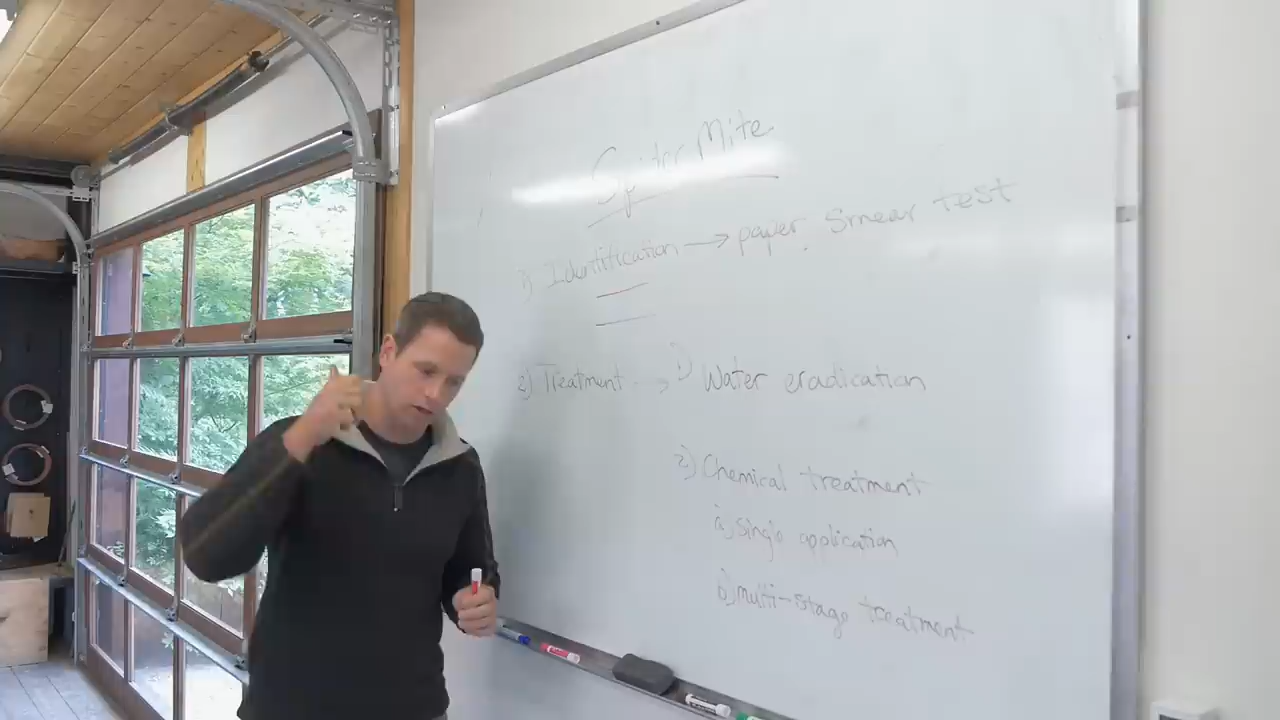 Spider Mite
1) Identification → paper smear test
2) Treatment → 1) Water eradication
2) Chemical treatment
a) single application
b) multi-stage treatment